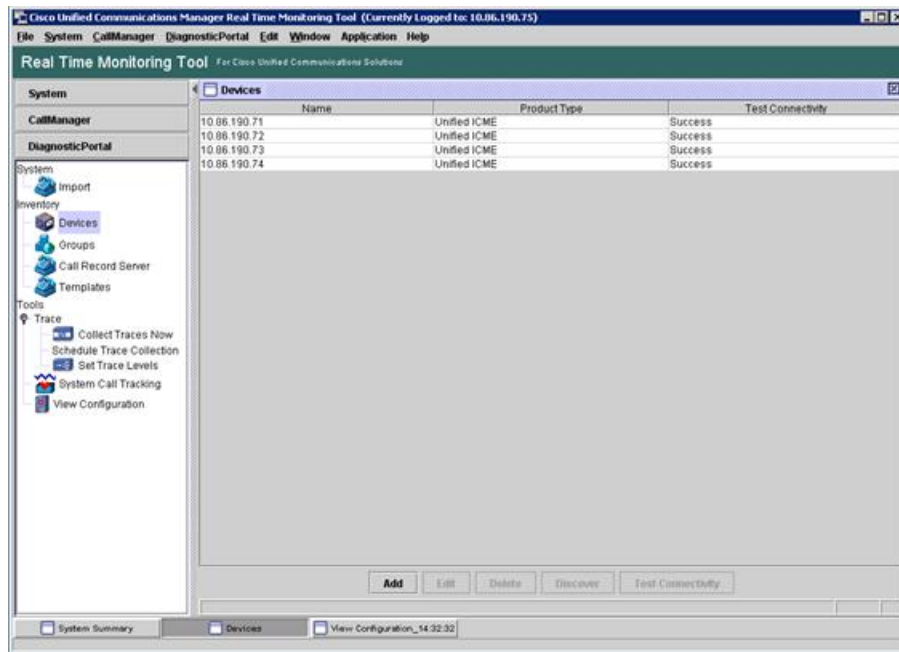 Cisco Unified Communications Manager Real Time Monitoring Tool (Currently Logged to: 10.86.190.75)
File System CallManager DiagnosticPortal Edit Window Application Help
Real Time Monitoring Tool For Cisco Unified Communications Solutions
System
CallManager
DiagnosticPortal
System
Import
Inventory
Devices
Groups
Call Record Server
Templates
Tools
Trace
Collect Traces Now
Schedule Trace Collection
Set Trace Levels
System Call Tracking
View Configuration
Devices
Name Product Type Test Connectivity
10.86.190.71 Unified ICME Success
10.86.190.72 Unified ICME Success
10.86.190.73 Unified ICME Success
10.86.190.74 Unified ICME Success
Add Edit Delete Discover Test Connectivity
System Summary Devices View Configuration_14:32:32